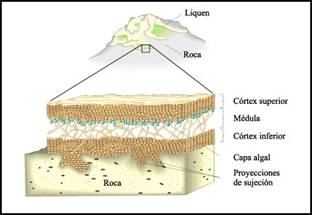 Liquen
Roca
Córtex superior
Médula
Córtex inferior
Capa algal
Proyecciones
de sujeción
Roca